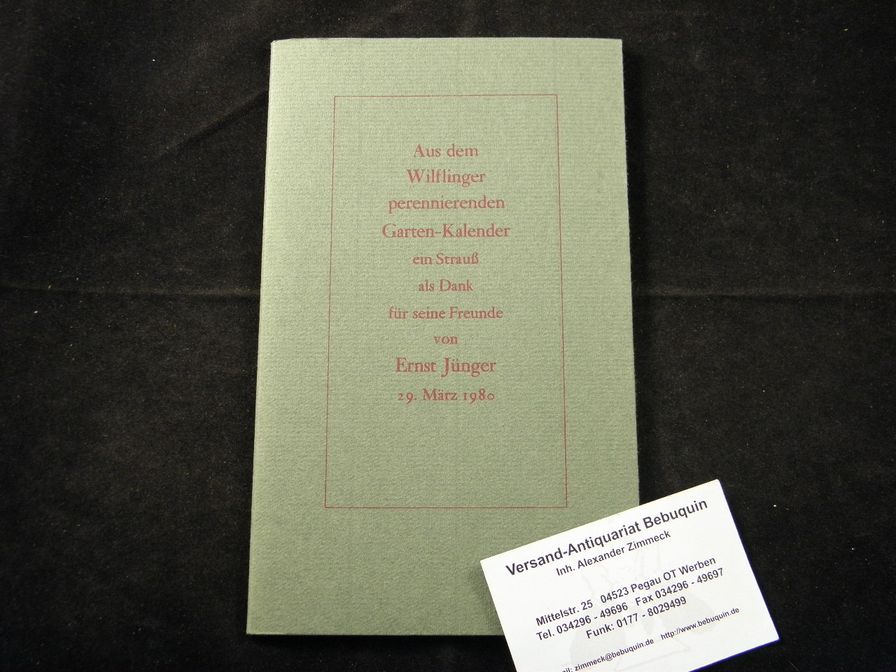 Aus dem
Wilflinger
perennierenden
Garten-Kalender
ein Strauß
als Dank
für seine Freunde
von
Ernst Jünger
29. März 1980
Versand-Antiquariat Bebuquin
Inh. Alexander Zimmeck
Mittelstr. 25 04523 Pegau OT Werben
Tel. 034296 - 49696 Fax 034296 - 49697
Funk: 0177 - 8029499
zimmeck@bebuquin.de http://www.bebuquin.de